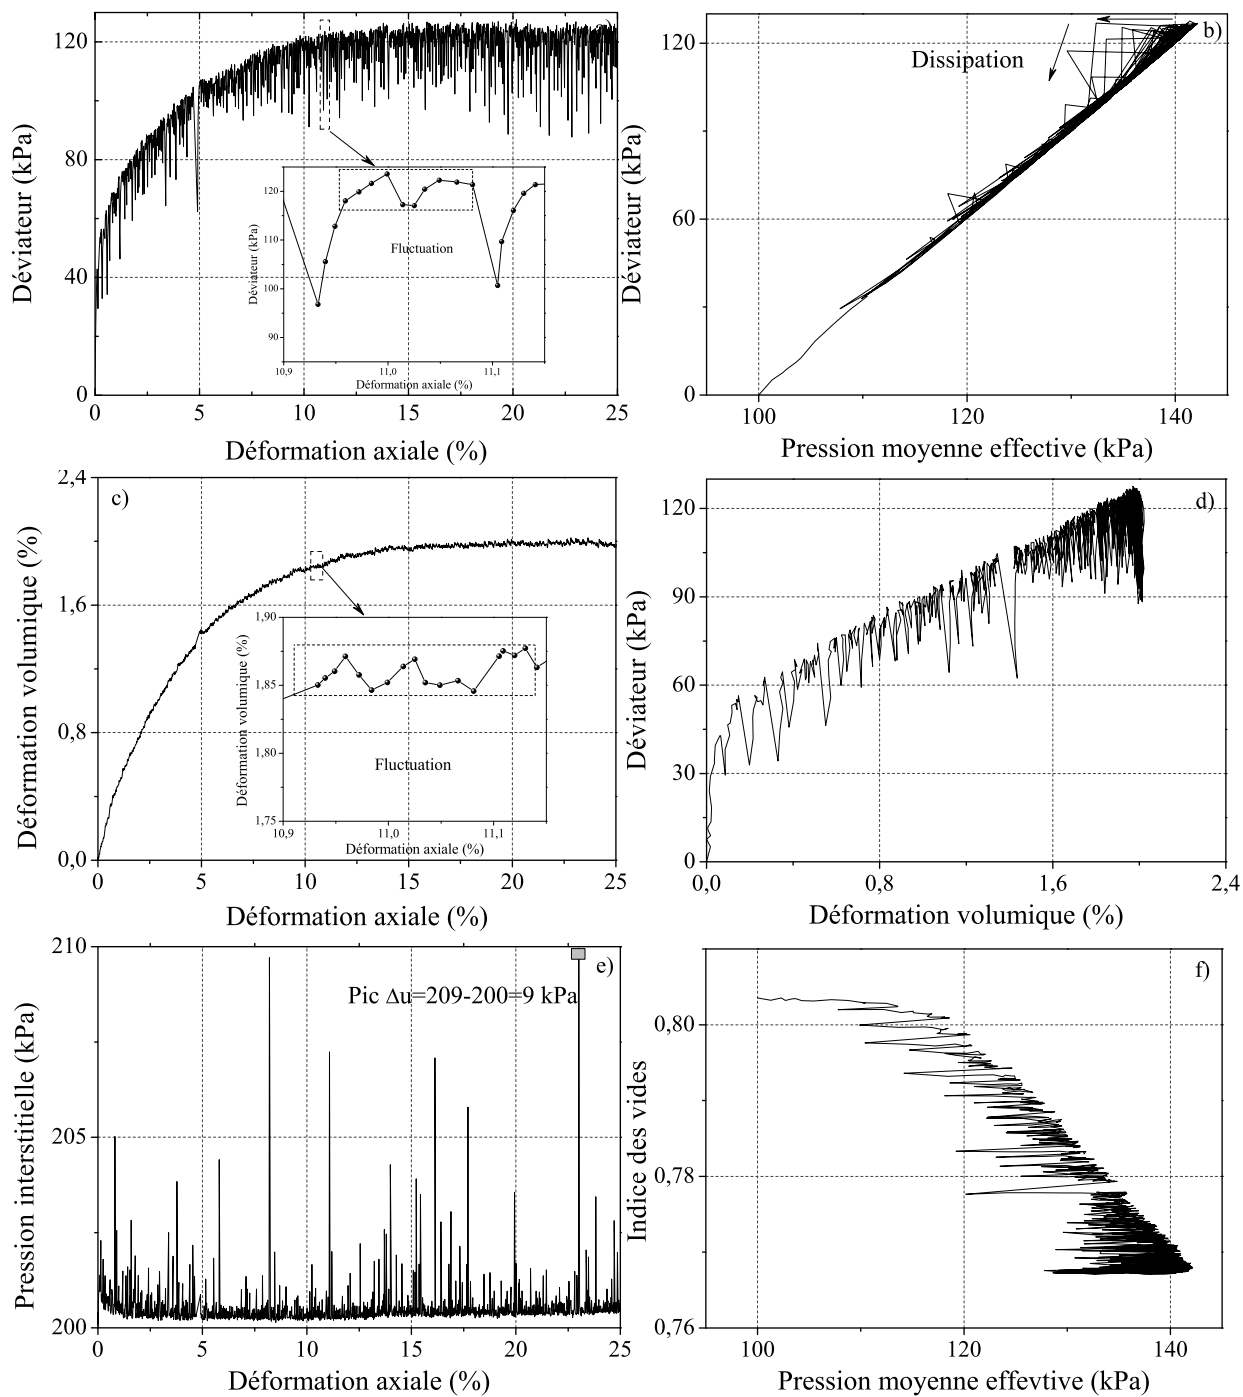 120
80
40
0
0
5
10
15
20
25
Déviateur (kPa)
Déformation axiale (%)
120
110
100
90
10,9
11,0
11,1
Déviateur (kPa)
Déformation axiale (%)
Fluctuation
b)
Dissipation
120
60
0
100
120
140
Déviateur (kPa)
Pression moyenne effective (kPa)
c)
2,4
1,6
0,8
0,0
0
5
10
15
20
25
Déformation volumique (%)
Déformation axiale (%)
1,90
1,85
1,80
1,75
10,9
11,0
11,1
Déformation volumique (%)
Déformation axiale (%)
Fluctuation
d)
120
90
60
30
0
0,0
0,8
1,6
2,4
Déviateur (kPa)
Déformation volumique (%)
e)
Pic Δu=209-200=9 kPa
210
205
200
0
5
10
15
20
25
Pression interstitielle (kPa)
Déformation axiale (%)
f)
0,80
0,78
0,76
100
120
140
Indice des vides
Pression moyenne effevtive (kPa)